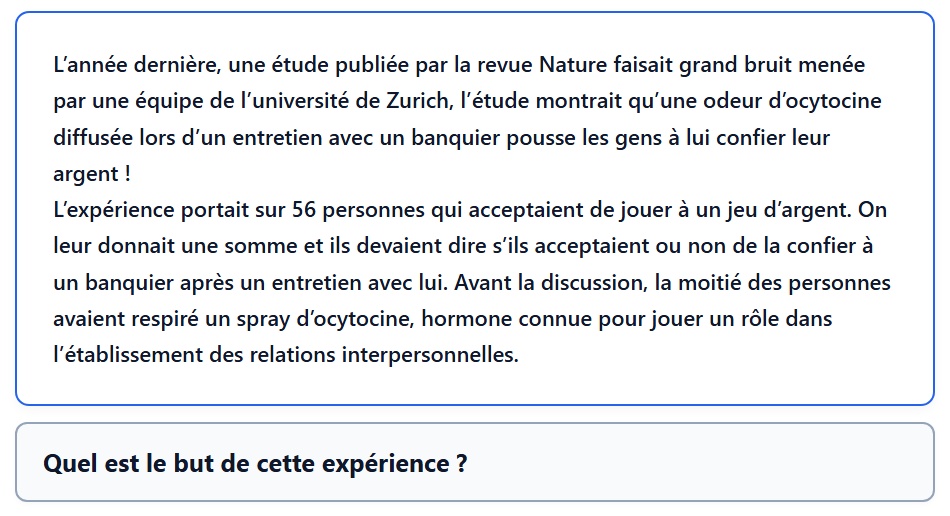 L’année dernière, une étude publiée par la revue Nature faisait grand bruit menée
par une équipe de l’université de Zurich, l’étude montrait qu’une odeur d’ocytocine
diffusée lors d’un entretien avec un banquier pousse les gens à lui confier leur
argent !
L’expérience portait sur 56 personnes qui acceptaient de jouer à un jeu d’argent. On
leur donnait une somme et ils devaient dire s’ils acceptaient ou non de la confier à
un banquier après un entretien avec lui. Avant la discussion, la moitié des personnes
avaient respiré un spray d’ocytocine, hormone connue pour jouer un rôle dans
l’établissement des relations interpersonnelles.
Quel est le but de cette expérience ?